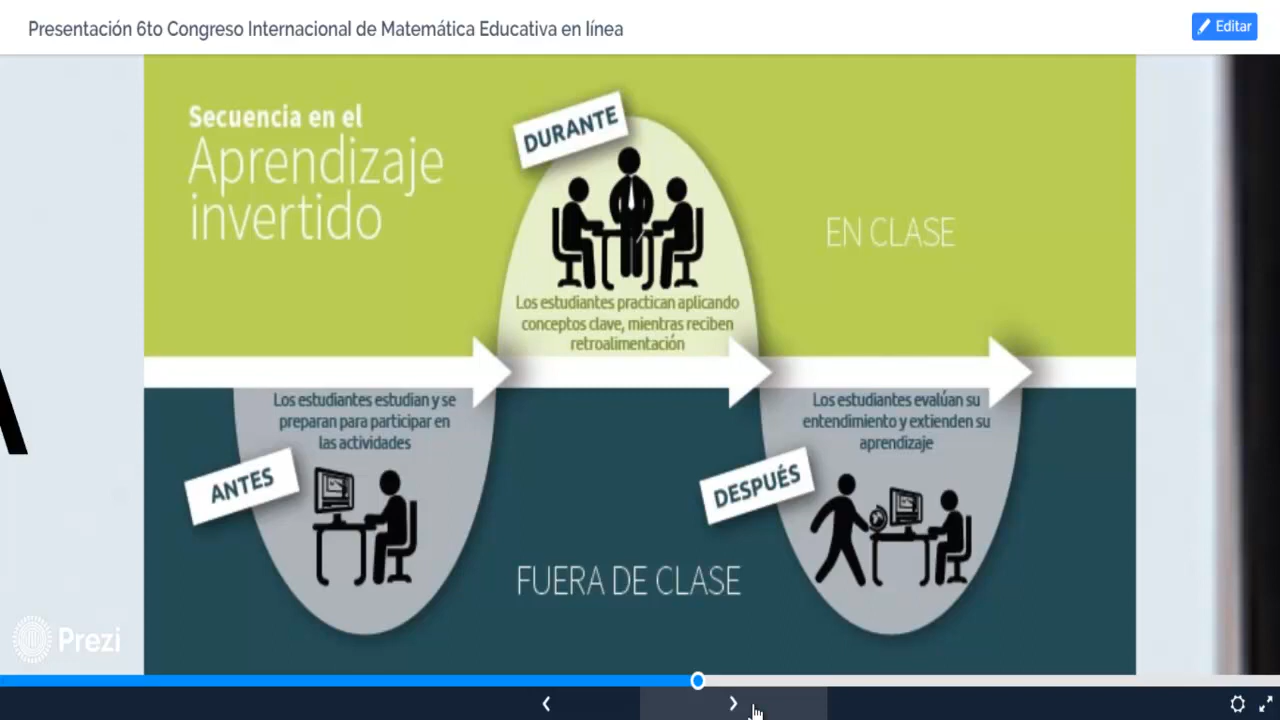 Presentación 6to Congreso Internacional de Matemática Educativa en línea
Editar
Secuencia en el
Aprendizaje
invertido
DURANTE
EN CLASE
Los estudiantes practican aplicando
conceptos clave, mientras reciben
retroalimentación
Los estudiantes estudian y se
preparan para participar en
las actividades
ANTES
Los estudiantes evalúan su
entendimiento y extienden su
aprendizaje
DESPUÉS
FUERA DE CLASE
Prezi